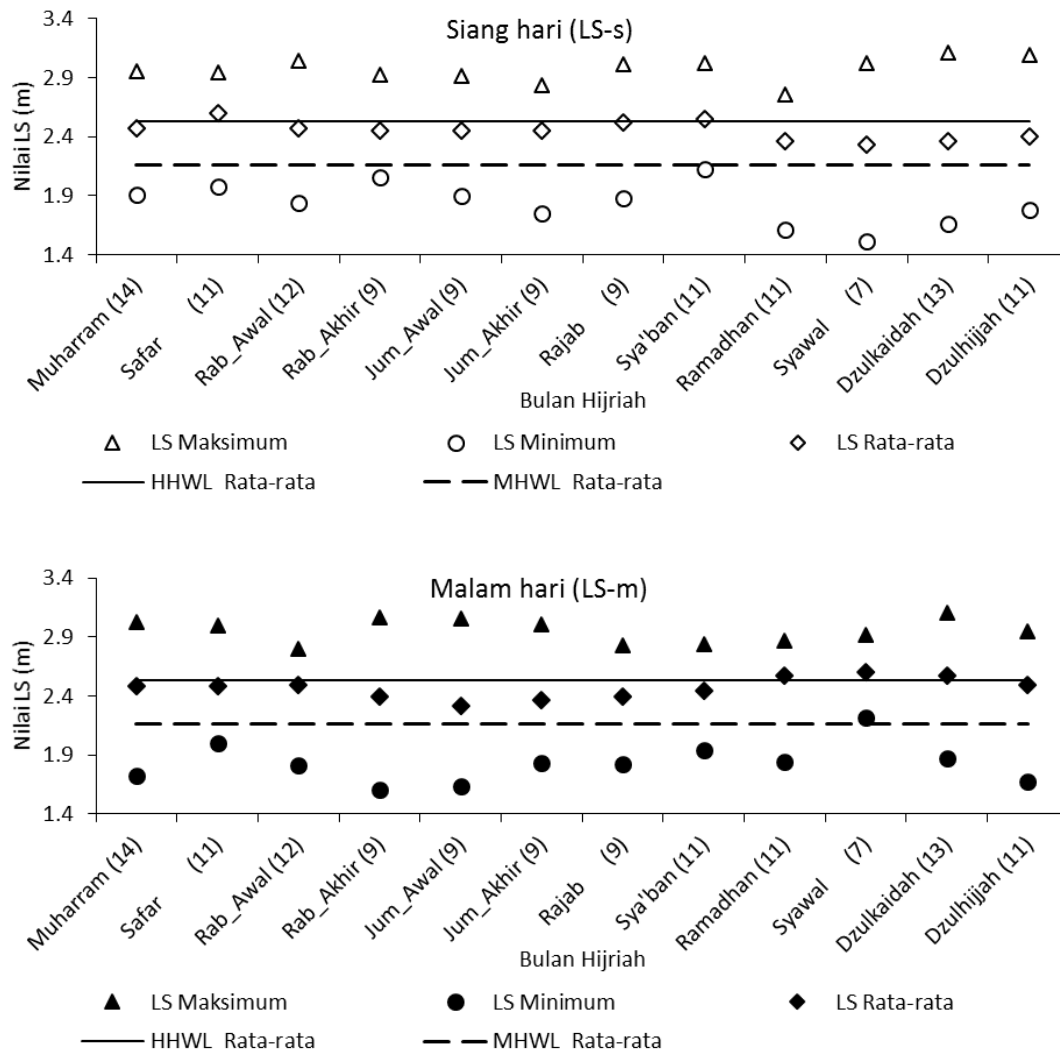 Siang hari (LS-s)
Nilai LS (m)
3.4
2.9
2.4
1.9
1.4
Muharram (14)
Safar (11)
Rab_Awal (12)
Rab_Akhir (9)
Jum_Awal (9)
Jum_Akhir (9)
Rajab (9)
Sya'ban (11)
Ramadhan (11)
Syawal (7)
Dzulkaidah (13)
Dzulhijjah (11)
Bulan Hijriah
LS Maksimum LS Minimum LS Rata-rata
HHWL Rata-rata MHWL Rata-rata
Malam hari (LS-m)
Nilai LS (m)
3.4
2.9
2.4
1.9
1.4
Muharram (14)
Safar (11)
Rab_Awal (12)
Rab_Akhir (9)
Jum_Awal (9)
Jum_Akhir (9)
Rajab (9)
Sya'ban (11)
Ramadhan (11)
Syawal (7)
Dzulkaidah (13)
Dzulhijjah (11)
Bulan Hijriah
LS Maksimum LS Minimum LS Rata-rata
HHWL Rata-rata MHWL Rata-rata